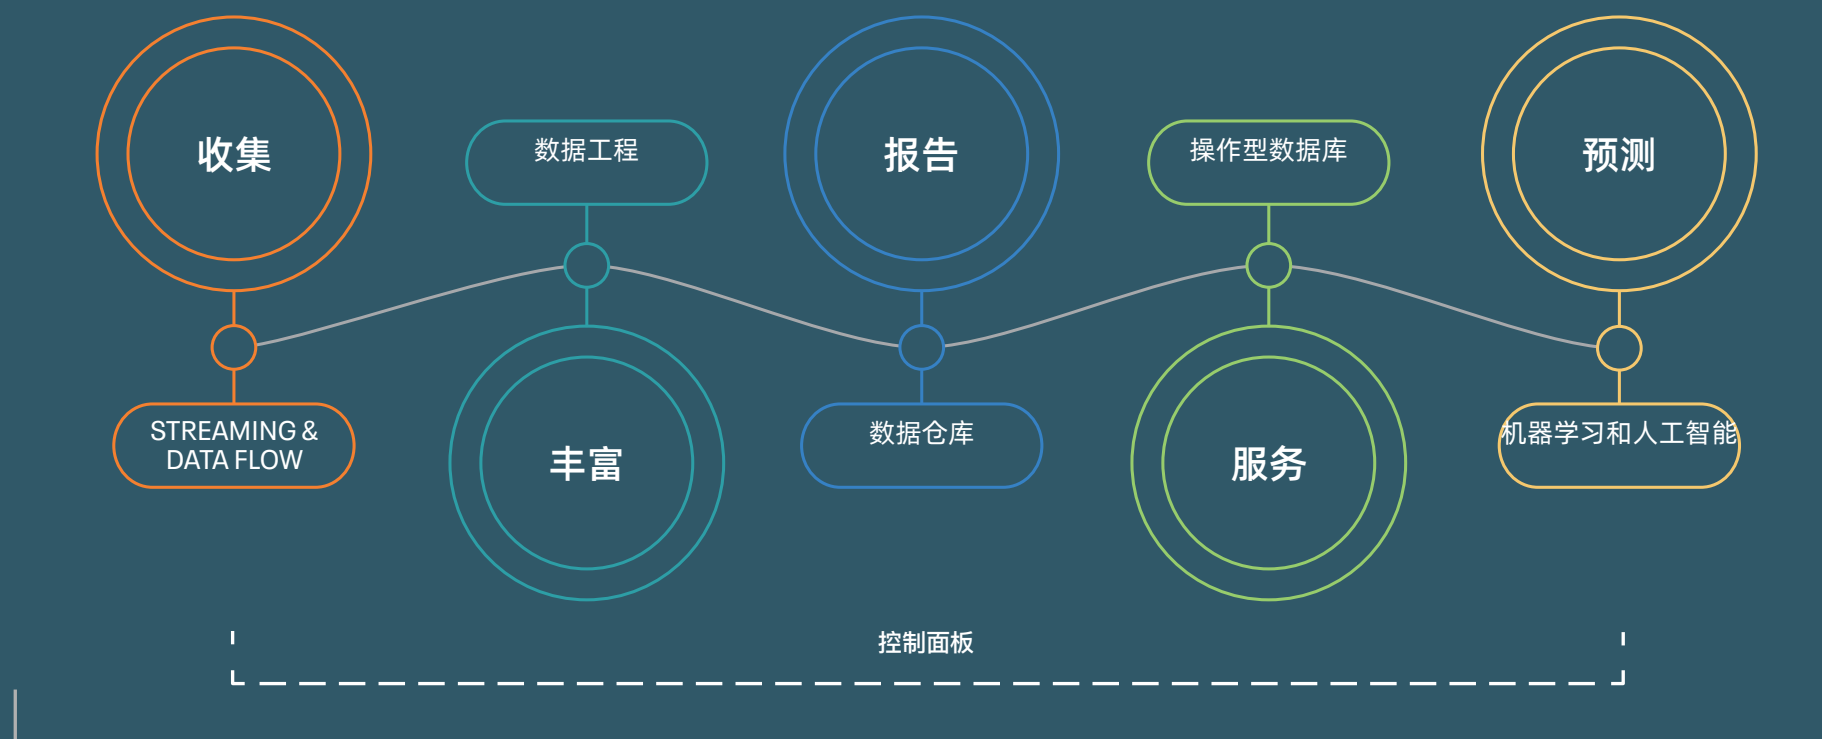 收集
STREAMING &
DATA FLOW
数据工程
丰富
报告
数据仓库
操作型数据库
服务
预测
机器学习和人工智能
控制面板